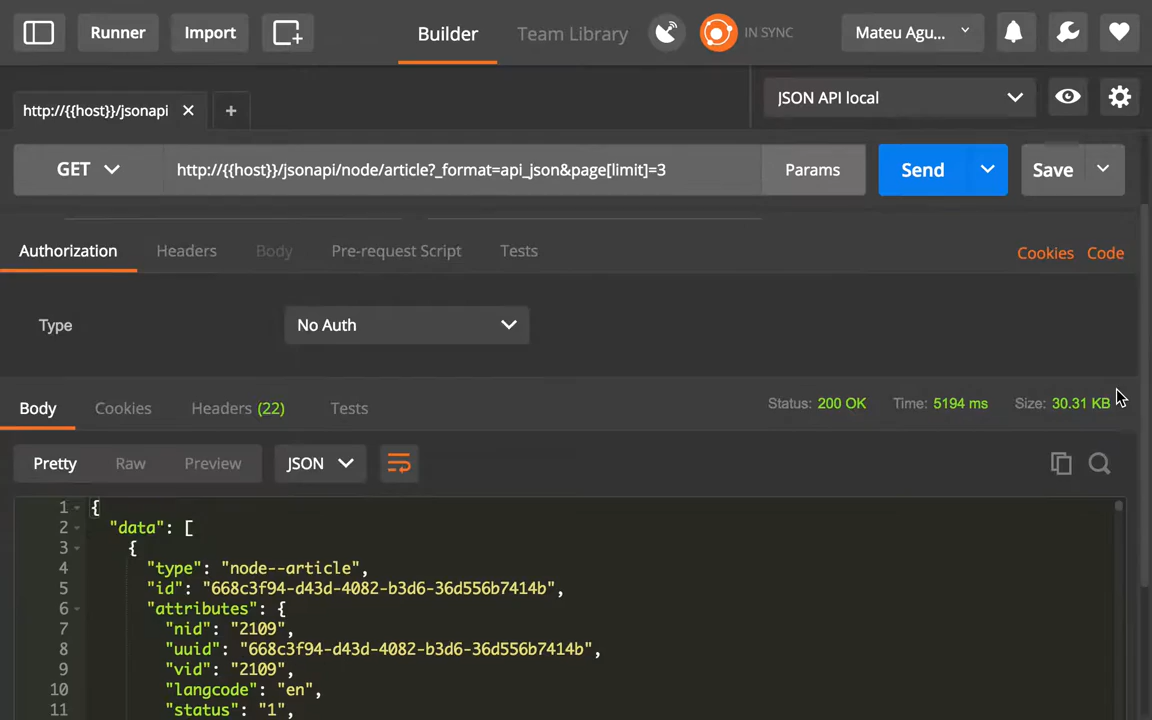 Runner Import Builder Team Library IN SYNC Mateu Agu...
http://{{host}}/jsonapi JSON API local
GET http://{{host}}/jsonapi/node/article?_format=api_json&page[limit]=3 Params Send Save
Authorization Headers Body Pre-request Script Tests Cookies Code
Type No Auth
Body Cookies Headers (22) Tests Status: 200 OK Time: 5194 ms Size: 30.31 KB
Pretty Raw Preview JSON
1 {
2 "data": [
3 {
4 "type": "node--article",
5 "id": "668c3f94-d43d-4082-b3d6-36d556b7414b",
6 "attributes": {
7 "nid": "2109",
8 "uuid": "668c3f94-d43d-4082-b3d6-36d556b7414b",
9 "vid": "2109",
10 "langcode": "en",
11 "status": "1",